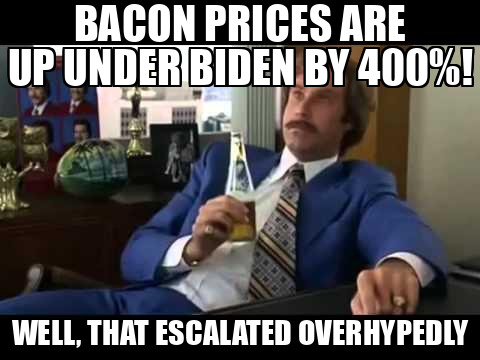 BACON PRICES ARE
UP UNDER BIDEN BY 400%!
WELL, THAT ESCALATED OVERHYPEDLY